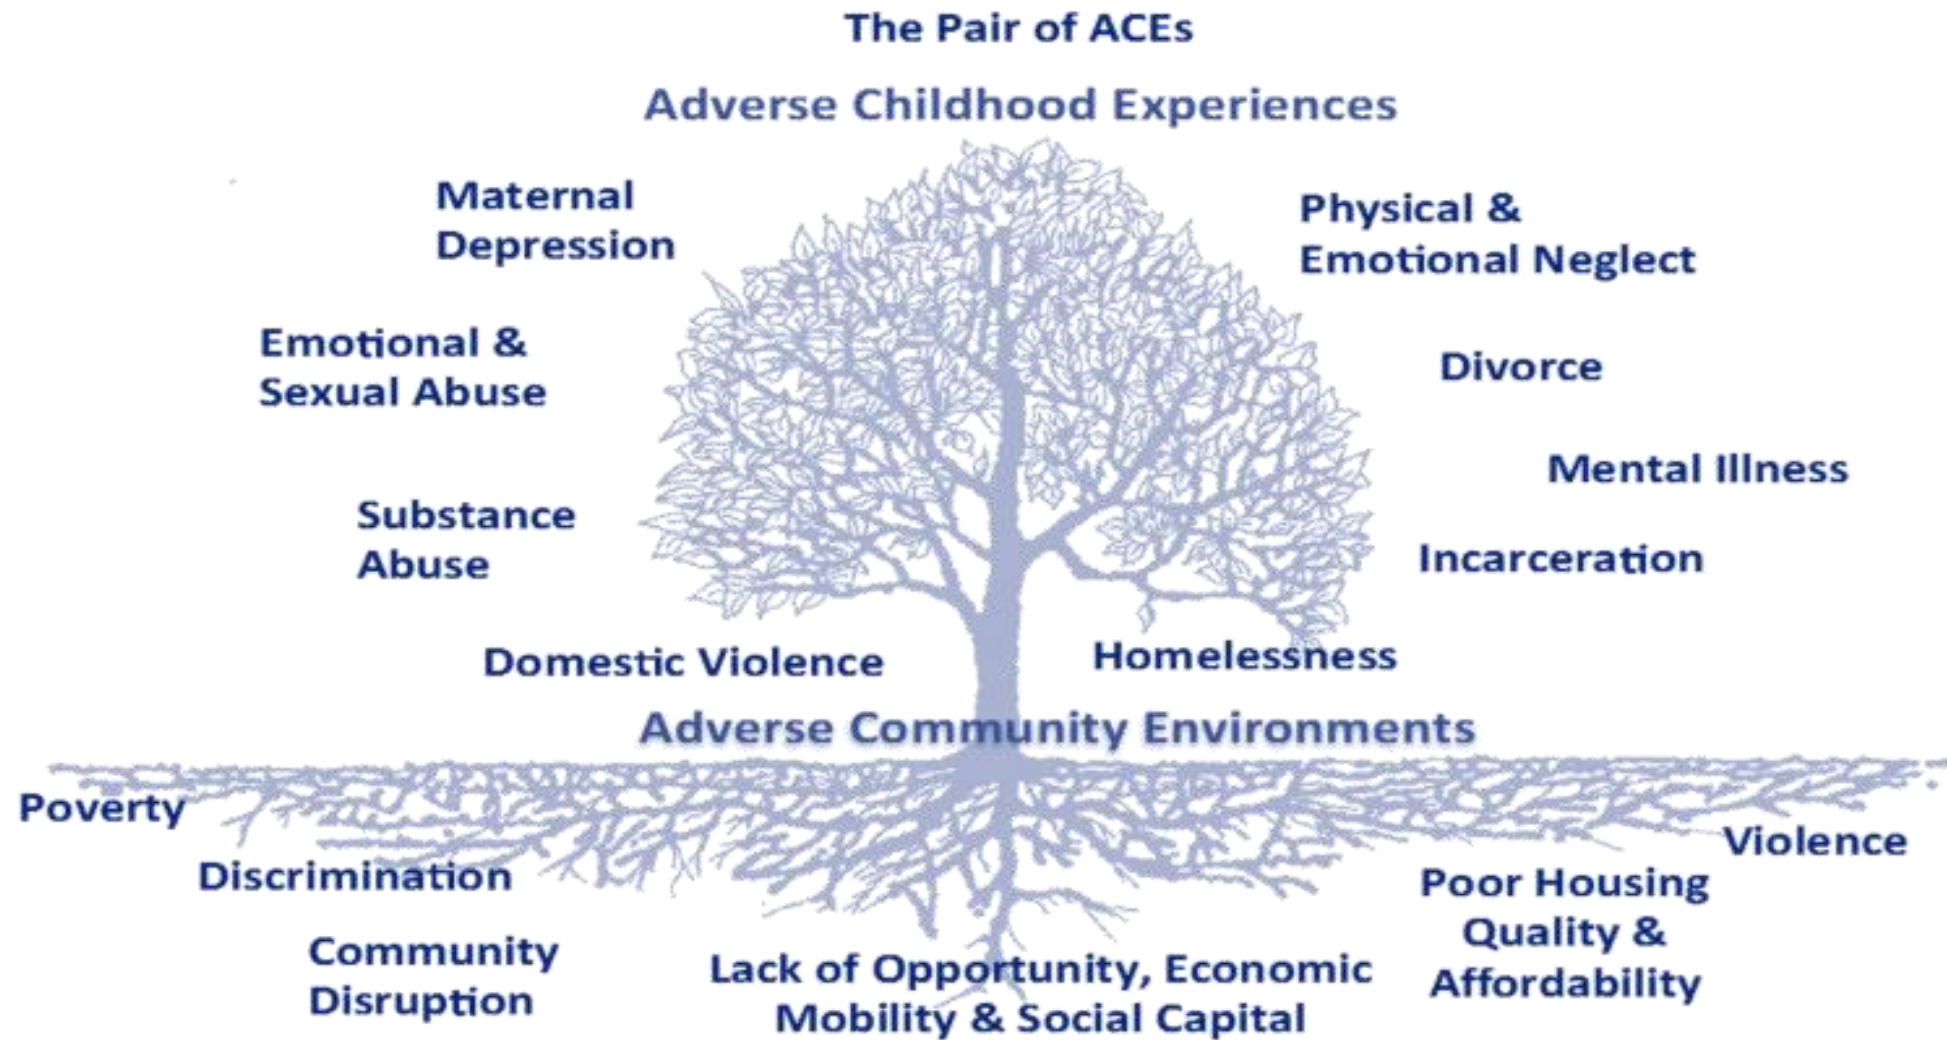 The Pair of ACEs
Adverse Childhood Experiences
Maternal
Depression
Physical &
Emotional Neglect
Emotional &
Sexual Abuse
Divorce
Mental Illness
Substance
Abuse
Incarceration
Domestic Violence
Homelessness
Adverse Community Environments
Poverty
Violence
Discrimination
Poor Housing
Quality &
Affordability
Community
Disruption
Lack of Opportunity, Economic
Mobility & Social Capital